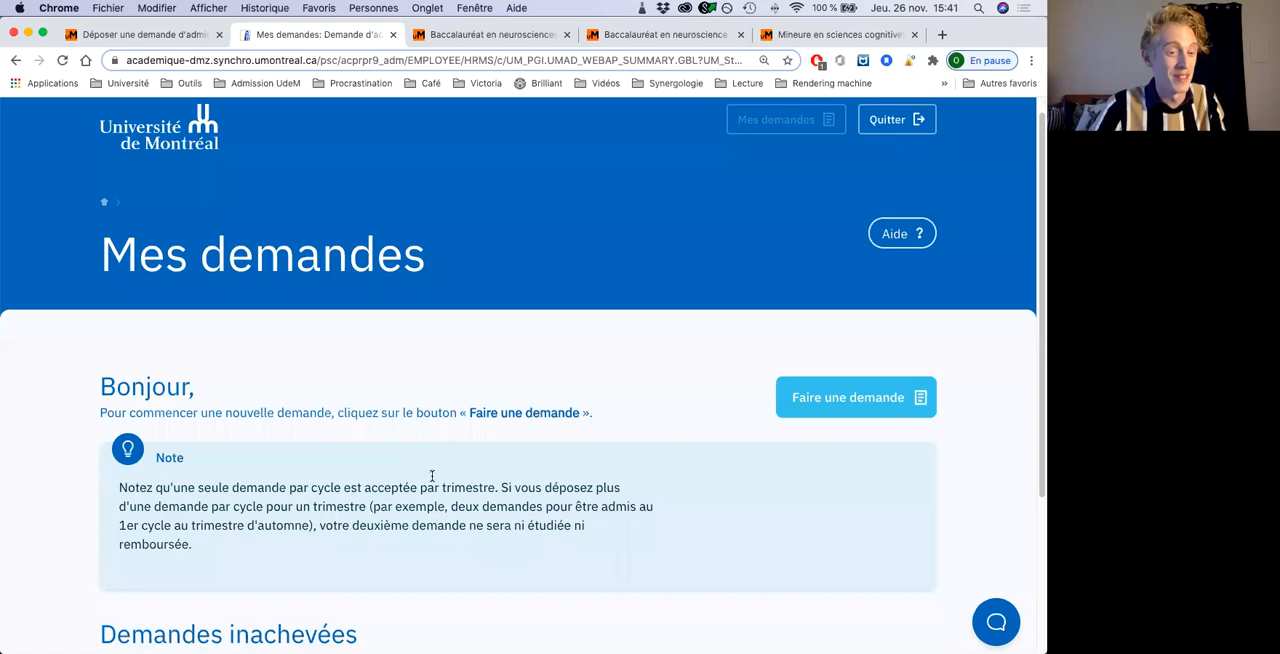 Chrome Fichier Modifier Afficher Historique Favoris Personnes Onglet Fenêtre Aide 100 % Jeu. 26 nov. 15:41
Déposer une demande d'admis Mes demandes: Demande d'ac Baccalauréat en neurosciences Baccalauréat en neuroscience Mineure en sciences cognitive
academique-dmz.synchro.umontreal.ca/psc/acprpr9_adm/EMPLOYEE/HRMS/c/UM_PGI.UMAD_WEBAP_SUMMARY.GBL?UM_St... 1 O En pause
Applications Université Outils Admission UdeM Procrastination Café Victoria Brilliant Vidéos Synergologie Lecture Rendering machine » Autres favoris
Université
de Montréal
Mes demandes Quitter
Mes demandes
Aide ?
Bonjour,
Pour commencer une nouvelle demande, cliquez sur le bouton « Faire une demande ».
Faire une demande
Note
Notez qu'une seule demande par cycle est acceptée par trimestre. Si vous déposez plus
d'une demande par cycle pour un trimestre (par exemple, deux demandes pour être admis au
1er cycle au trimestre d'automne), votre deuxième demande ne sera ni étudiée ni
remboursée.
Demandes inachevées